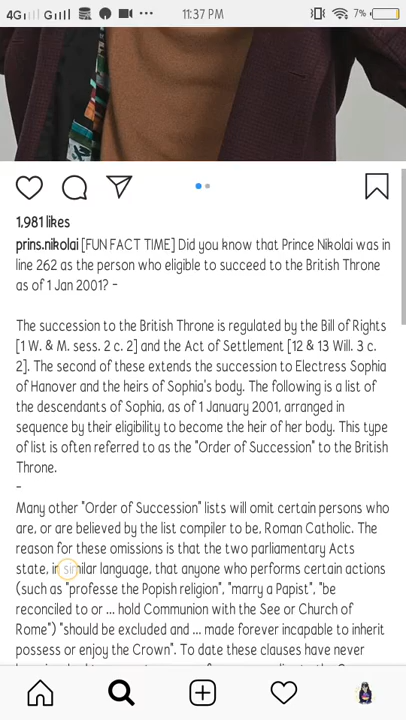 4G G 11:37 PM 7%
1,981 likes
prins.nikolai [FUN FACT TIME] Did you know that Prince Nikolai was in
line 262 as the person who eligible to succeed to the British Throne
as of 1 Jan 2001? -
The succession to the British Throne is regulated by the Bill of Rights
[1 W. & M. sess. 2 c. 2] and the Act of Settlement [12 & 13 Will. 3 c.
2]. The second of these extends the succession to Electress Sophia
of Hanover and the heirs of Sophia's body. The following is a list of
the descendants of Sophia, as of 1 January 2001, arranged in
sequence by their eligibility to become the heir of her body. This type
of list is often referred to as the "Order of Succession" to the British
Throne.
-
Many other "Order of Succession" lists will omit certain persons who
are, or are believed by the list compiler to be, Roman Catholic. The
reason for these omissions is that the two parliamentary Acts
state, in similar language, that anyone who performs certain actions
(such as "professe the Popish religion", "marry a Papist", "be
reconciled to or ... hold Communion with the See or Church of
Rome") "should be excluded and ... made forever incapable to inherit
possess or enjoy the Crown". To date these clauses have never